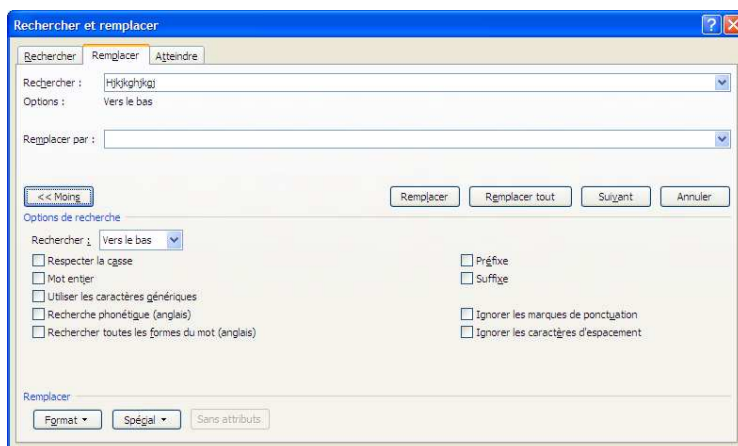 Rechercher et remplacer
Rechercher Remplacer Atteindre
Rechercher : Hjkjkghjkgj
Options : Vers le bas
Remplacer par :
<< Moins Remplacer Remplacer tout Suivant Annuler
Options de recherche
Rechercher : Vers le bas
Respecter la casse Préfixe
Mot entier Suffixe
Utiliser les caractères génériques
Recherche phonétique (anglais) Ignorer les marques de ponctuation
Rechercher toutes les formes du mot (anglais) Ignorer les caractères d'espacement
Remplacer
Format Spécial Sans attributs